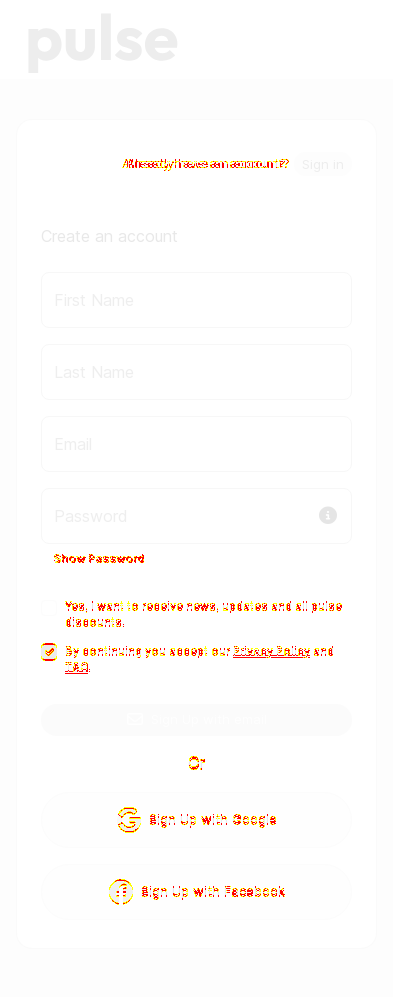 pulse
Already have an account?
Sign in
Create an account
First Name
Last Name
Email
Password
Show Password
Yes, I want to receive news, updates and all pulse
discounts.
By continuing you accept our Privacy Policy and
Sign Up with Google
Or
Sign Up with Facebook